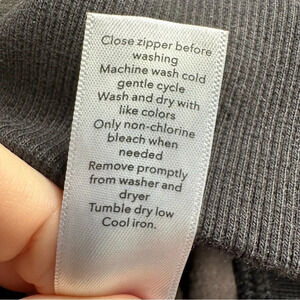 Close zipper before
washing
Machine wash cold
gentle cycle
Wash and dry with
like colors
Only non-chlorine
bleach when
needed
Remove promptly
from washer and
dryer
Tumble dry low
Cool iron.